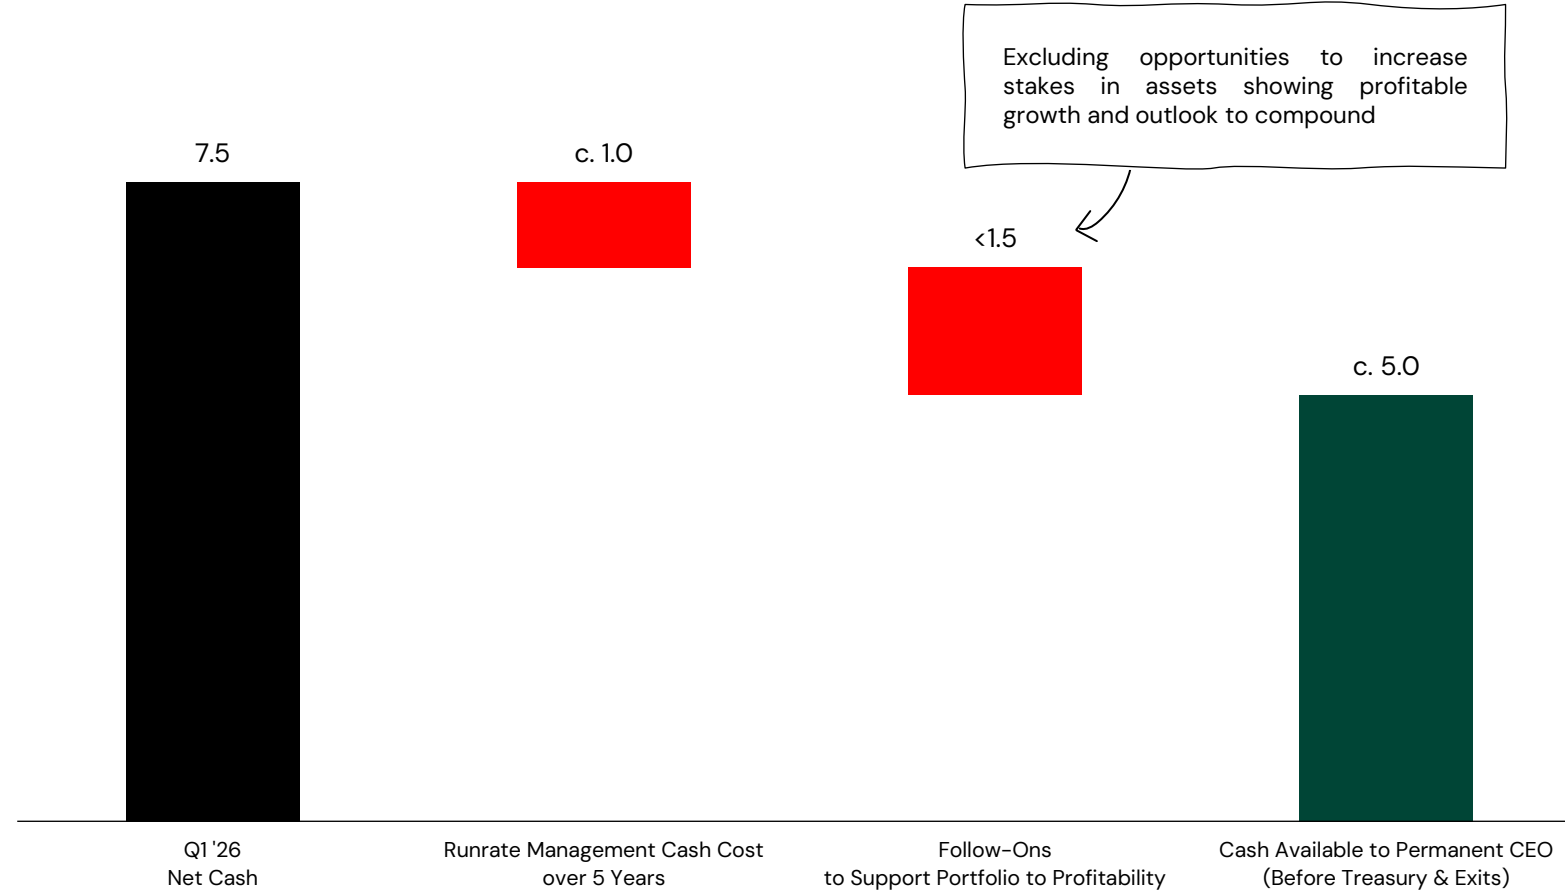 Excluding opportunities to increase
stakes in assets showing profitable
growth and outlook to compound
7.5
c. 1.0
<1.5
c. 5.0
Q1 '26
Net Cash
Runrate Management Cash Cost
over 5 Years
Follow-Ons
to Support Portfolio to Profitability
Cash Available to Permanent CEO
(Before Treasury & Exits)